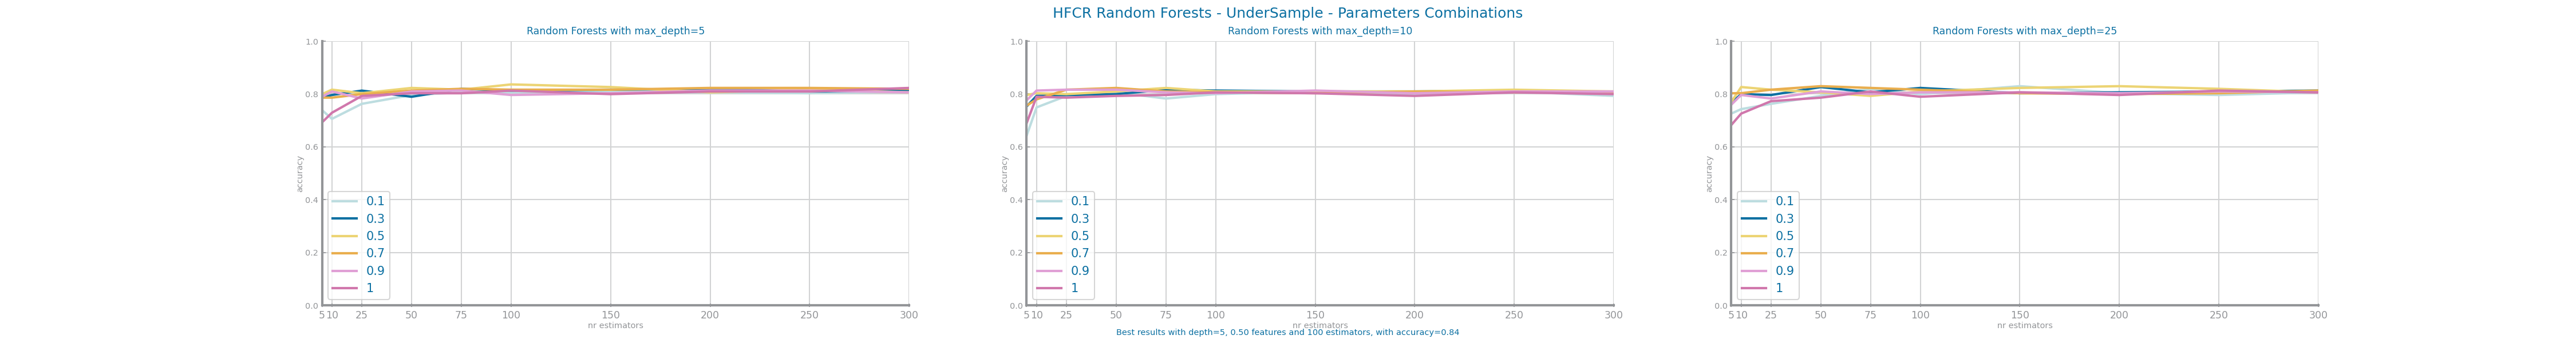 HFCR Random Forests - UnderSample - Parameters Combinations
Random Forests with max_depth=5
1.0
0.8
0.6
0.4
0.2
0.0
accuracy
0.1
0.3
0.5
0.7
0.9
1
5 10 25 50 75 100 150 200 250 300
nr estimators
Random Forests with max_depth=10
1.0
0.8
0.6
0.4
0.2
0.0
accuracy
0.1
0.3
0.5
0.7
0.9
1
5 10 25 50 75 100 150 200 250 300
nr estimators
Random Forests with max_depth=25
1.0
0.8
0.6
0.4
0.2
0.0
accuracy
0.1
0.3
0.5
0.7
0.9
1
5 10 25 50 75 100 150 200 250 300
nr estimators
Best results with depth=5, 0.50 features and 100 estimators, with accuracy=0.84